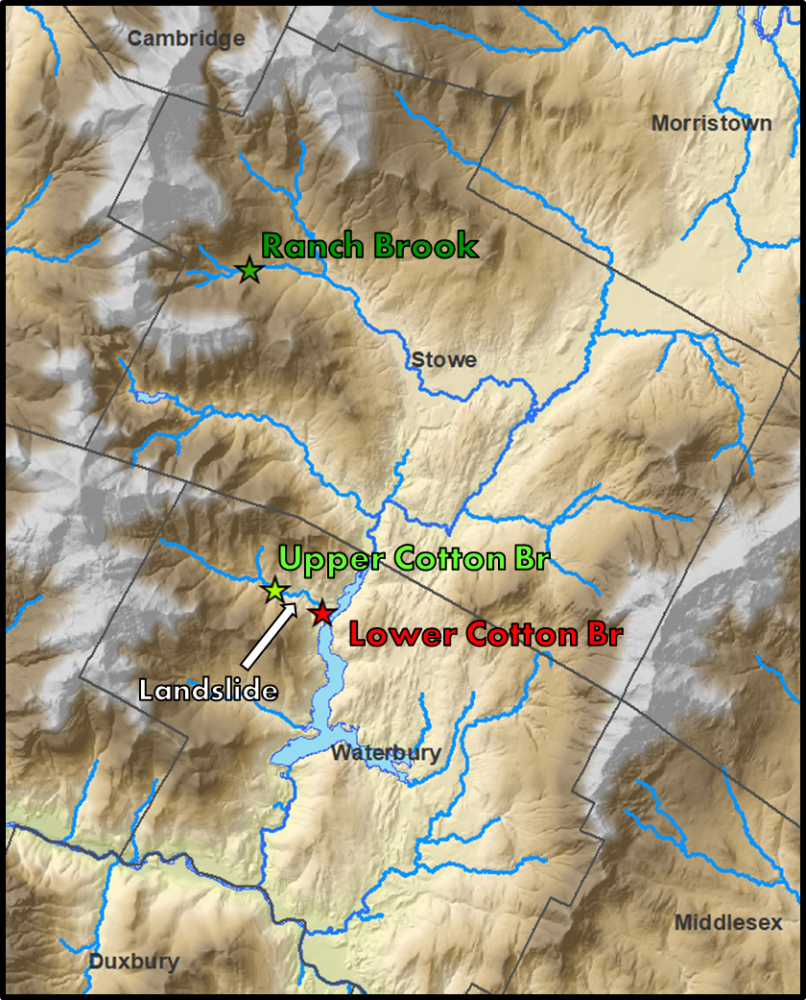 Cambridge
Morristown
Ranch Brook
Stowe
Upper Cotton Br
Lower Cotton Br
Landslide
Waterbury
Middlesex
Duxbury